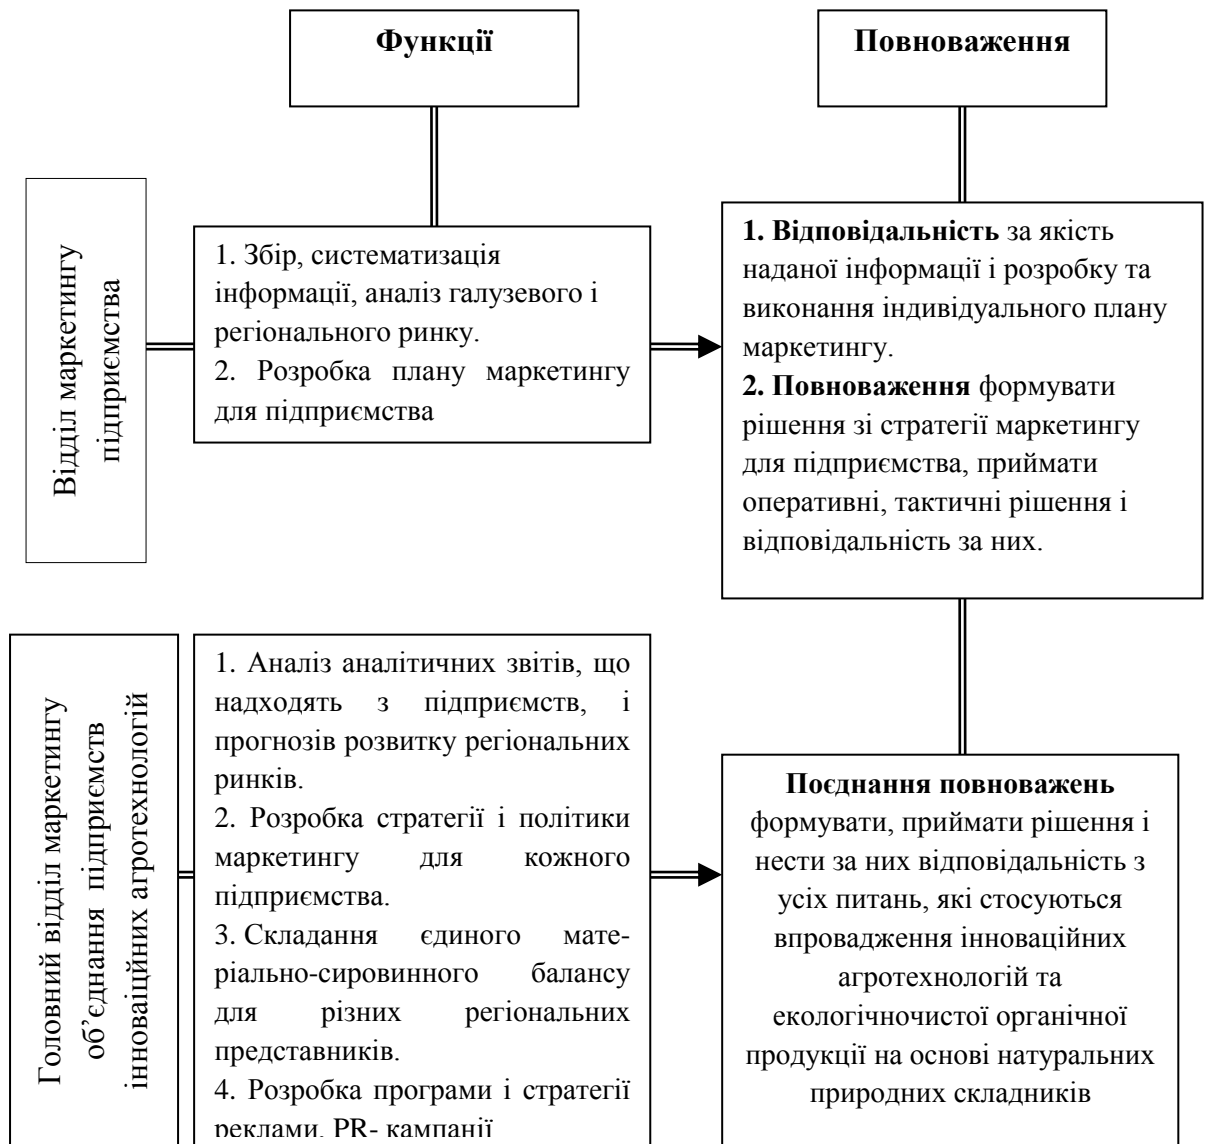 Функції
Повноваження
Відділ маркетингу
підприємства
1. Збір, систематизація
інформації, аналіз галузевого і
регіонального ринку.
2. Розробка плану маркетингу
для підприємства
1. Відповідальність за якість
наданої інформації і розробку та
виконання індивідуального плану
маркетингу.
2. Повноваження формувати
рішення зі стратегії маркетингу
для підприємства, приймати
оперативні, тактичні рішення і
відповідальність за них.
Головний відділ маркетингу
об’єднання підприємств
інноваіційних агротехнологій
1. Аналіз аналітичних звітів, що
надходять з підприємств, і
прогнозів розвитку регіональних
ринків.
2. Розробка стратегії і політики
маркетингу для кожного
підприємства.
3. Складання єдиного мате-
ріально-сировинного балансу
для різних регіональних
представників.
4. Розробка програми і стратегії
реклами, PR- кампанії
Поєднання повноважень
формувати, приймати рішення і
нести за них відповідальність з
усіх питань, які стосуються
впровадження інноваційних
агротехнологій та
екологічночистої органічної
продукції на основі натуральних
природних складників